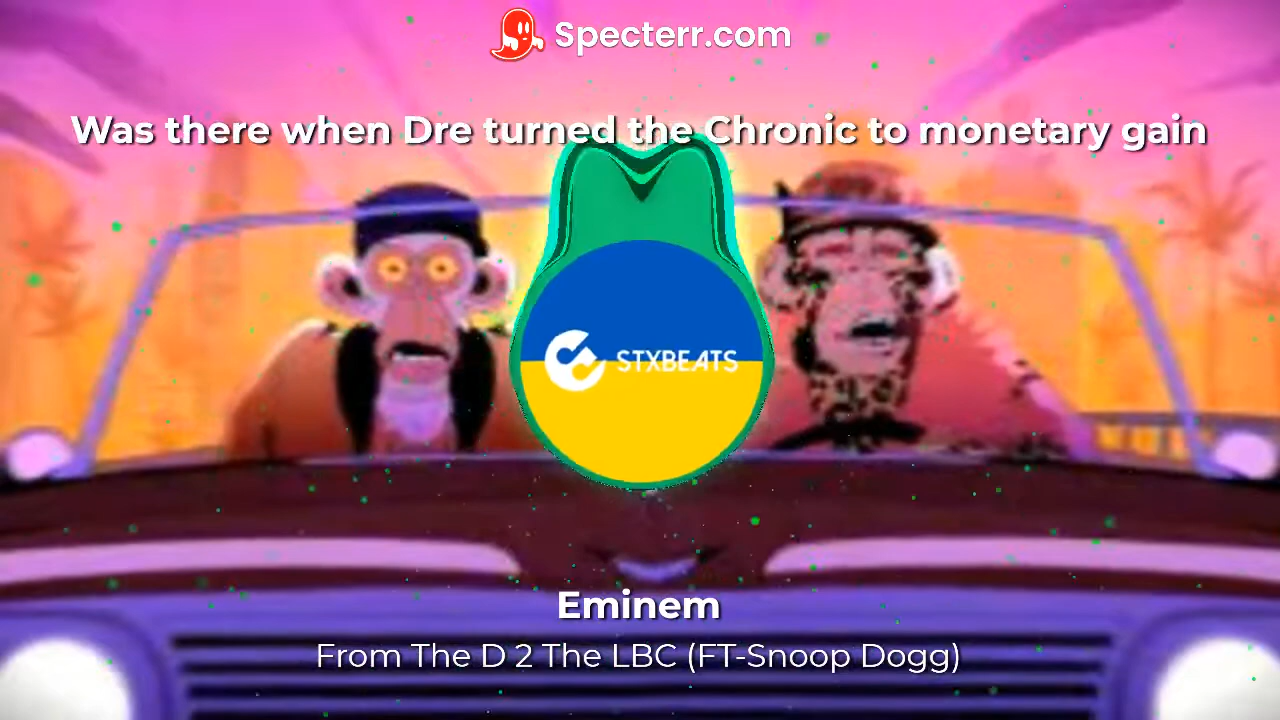 Specterr.com
Was there when Dre turned the Chronic to monetary gain
STXBEATS
Eminem
From The D 2 The LBC (FT-Snoop Dogg)